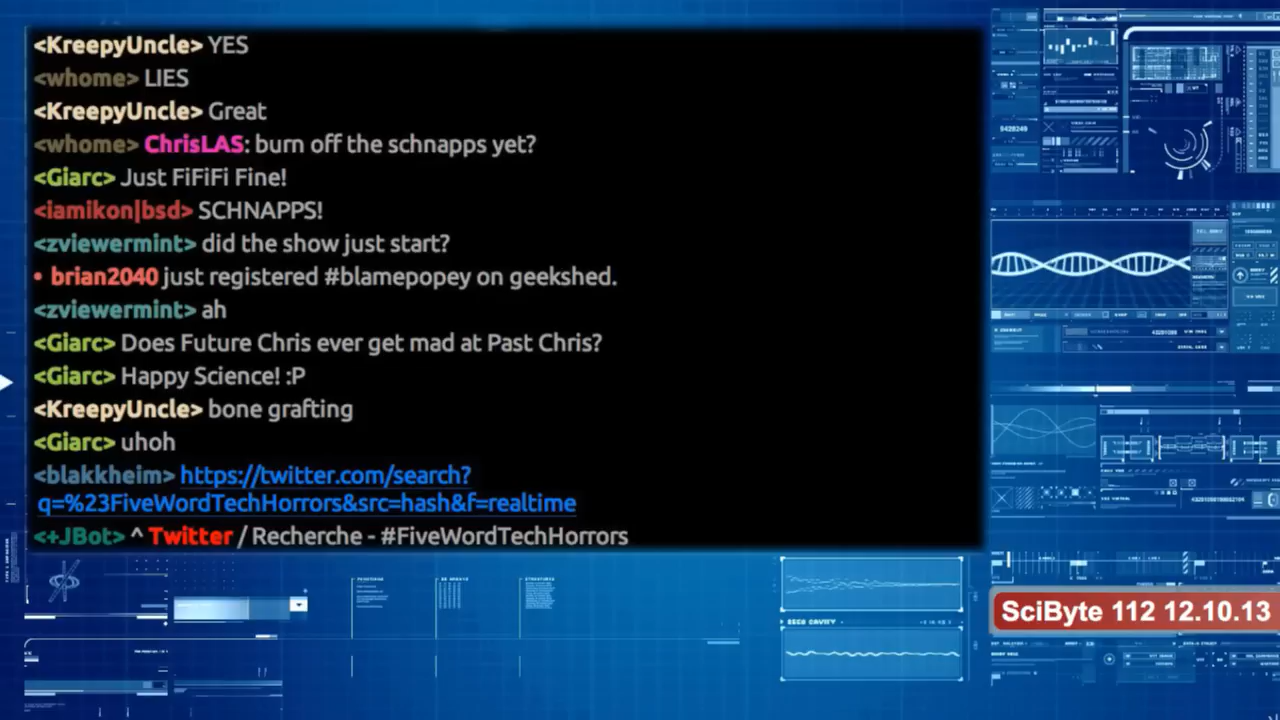 <KreepyUncle> YES
<whome> LIES
<KreepyUncle> Great
<whome> ChrisLAS: burn off the schnapps yet?
<Giarc> Just FiFiFi Fine!
<iamikon|bsd> SCHNAPPS!
<zviewermint> did the show just start?
• brian2040 just registered #blamepopey on geekshed.
<zviewermint> ah
<Giarc> Does Future Chris ever get mad at Past Chris?
<Giarc> Happy Science! :P
<KreepyUncle> bone grafting
<Giarc> uhoh
<blakkheim> https://twitter.com/search?
q=%23FiveWordTechHorrors&src=hash&f=realtime
<+JBot> ^ Twitter / Recherche - #FiveWordTechHorrors
SciByte 112 12.10.13